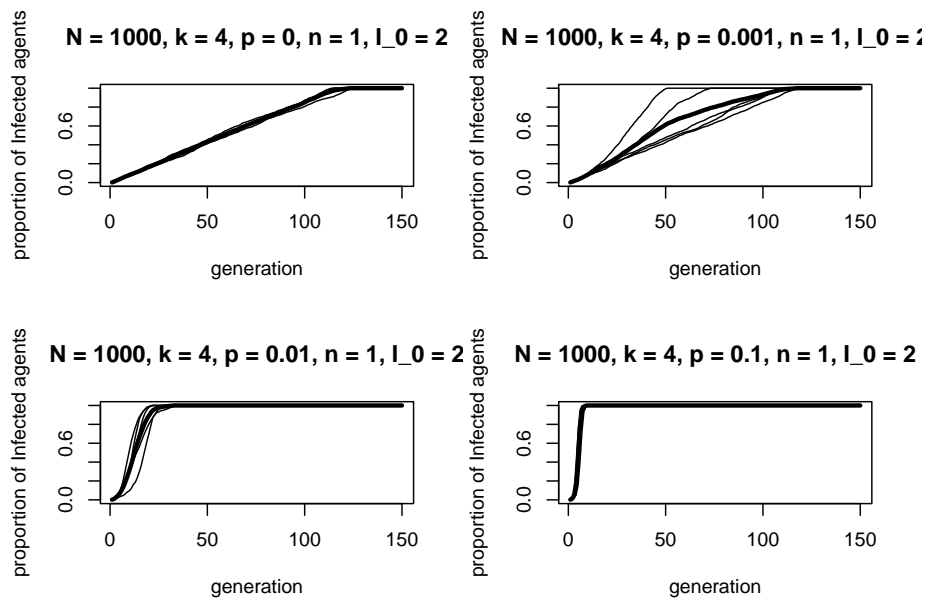 N = 1000, k = 4, p = 0, n = 1, I_0 = 2
proportion of Infected agents
0.0 0.6
0 50 100 150
generation
N = 1000, k = 4, p = 0.001, n = 1, I_0 = 2
proportion of Infected agents
0.0 0.6
0 50 100 150
generation
N = 1000, k = 4, p = 0.01, n = 1, I_0 = 2
proportion of Infected agents
0.0 0.6
0 50 100 150
generation
N = 1000, k = 4, p = 0.1, n = 1, I_0 = 2
proportion of Infected agents
0.0 0.6
0 50 100 150
generation